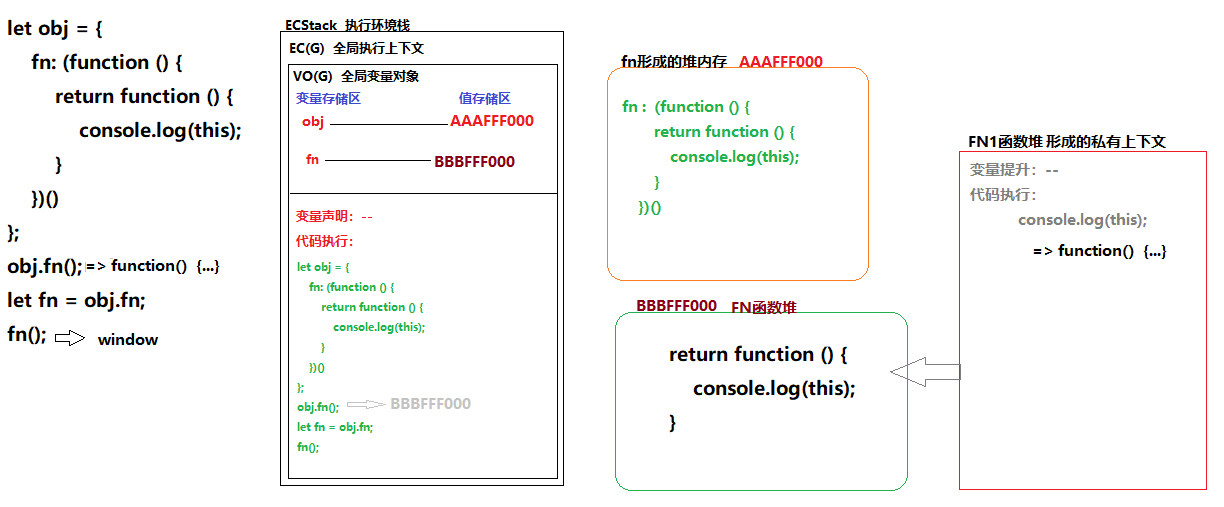 let obj = {
fn: (function () {
return function () {
console.log(this);
}
})()
};
obj.fn(); => function() {...}
let fn = obj.fn;
fn(); window
ECStack 执行环境栈
EC(G) 全局执行上下文
VO(G) 全局变量对象
变量存储区 值存储区
obj AAAFFF000
fn BBBFFF000
变量声明：--
代码执行：
let obj = {
fn: (function () {
return function () {
console.log(this);
}
})()
};
obj.fn(); BBBFFF000
let fn = obj.fn;
fn();
fn形成的堆内存 AAAFFF000
fn : (function () {
return function () {
console.log(this);
}
})()
BBBFFF000 FN函数堆
return function () {
console.log(this);
}
FN1函数堆 形成的私有上下文
变量提升：--
代码执行：
console.log(this);
=> function() {...}